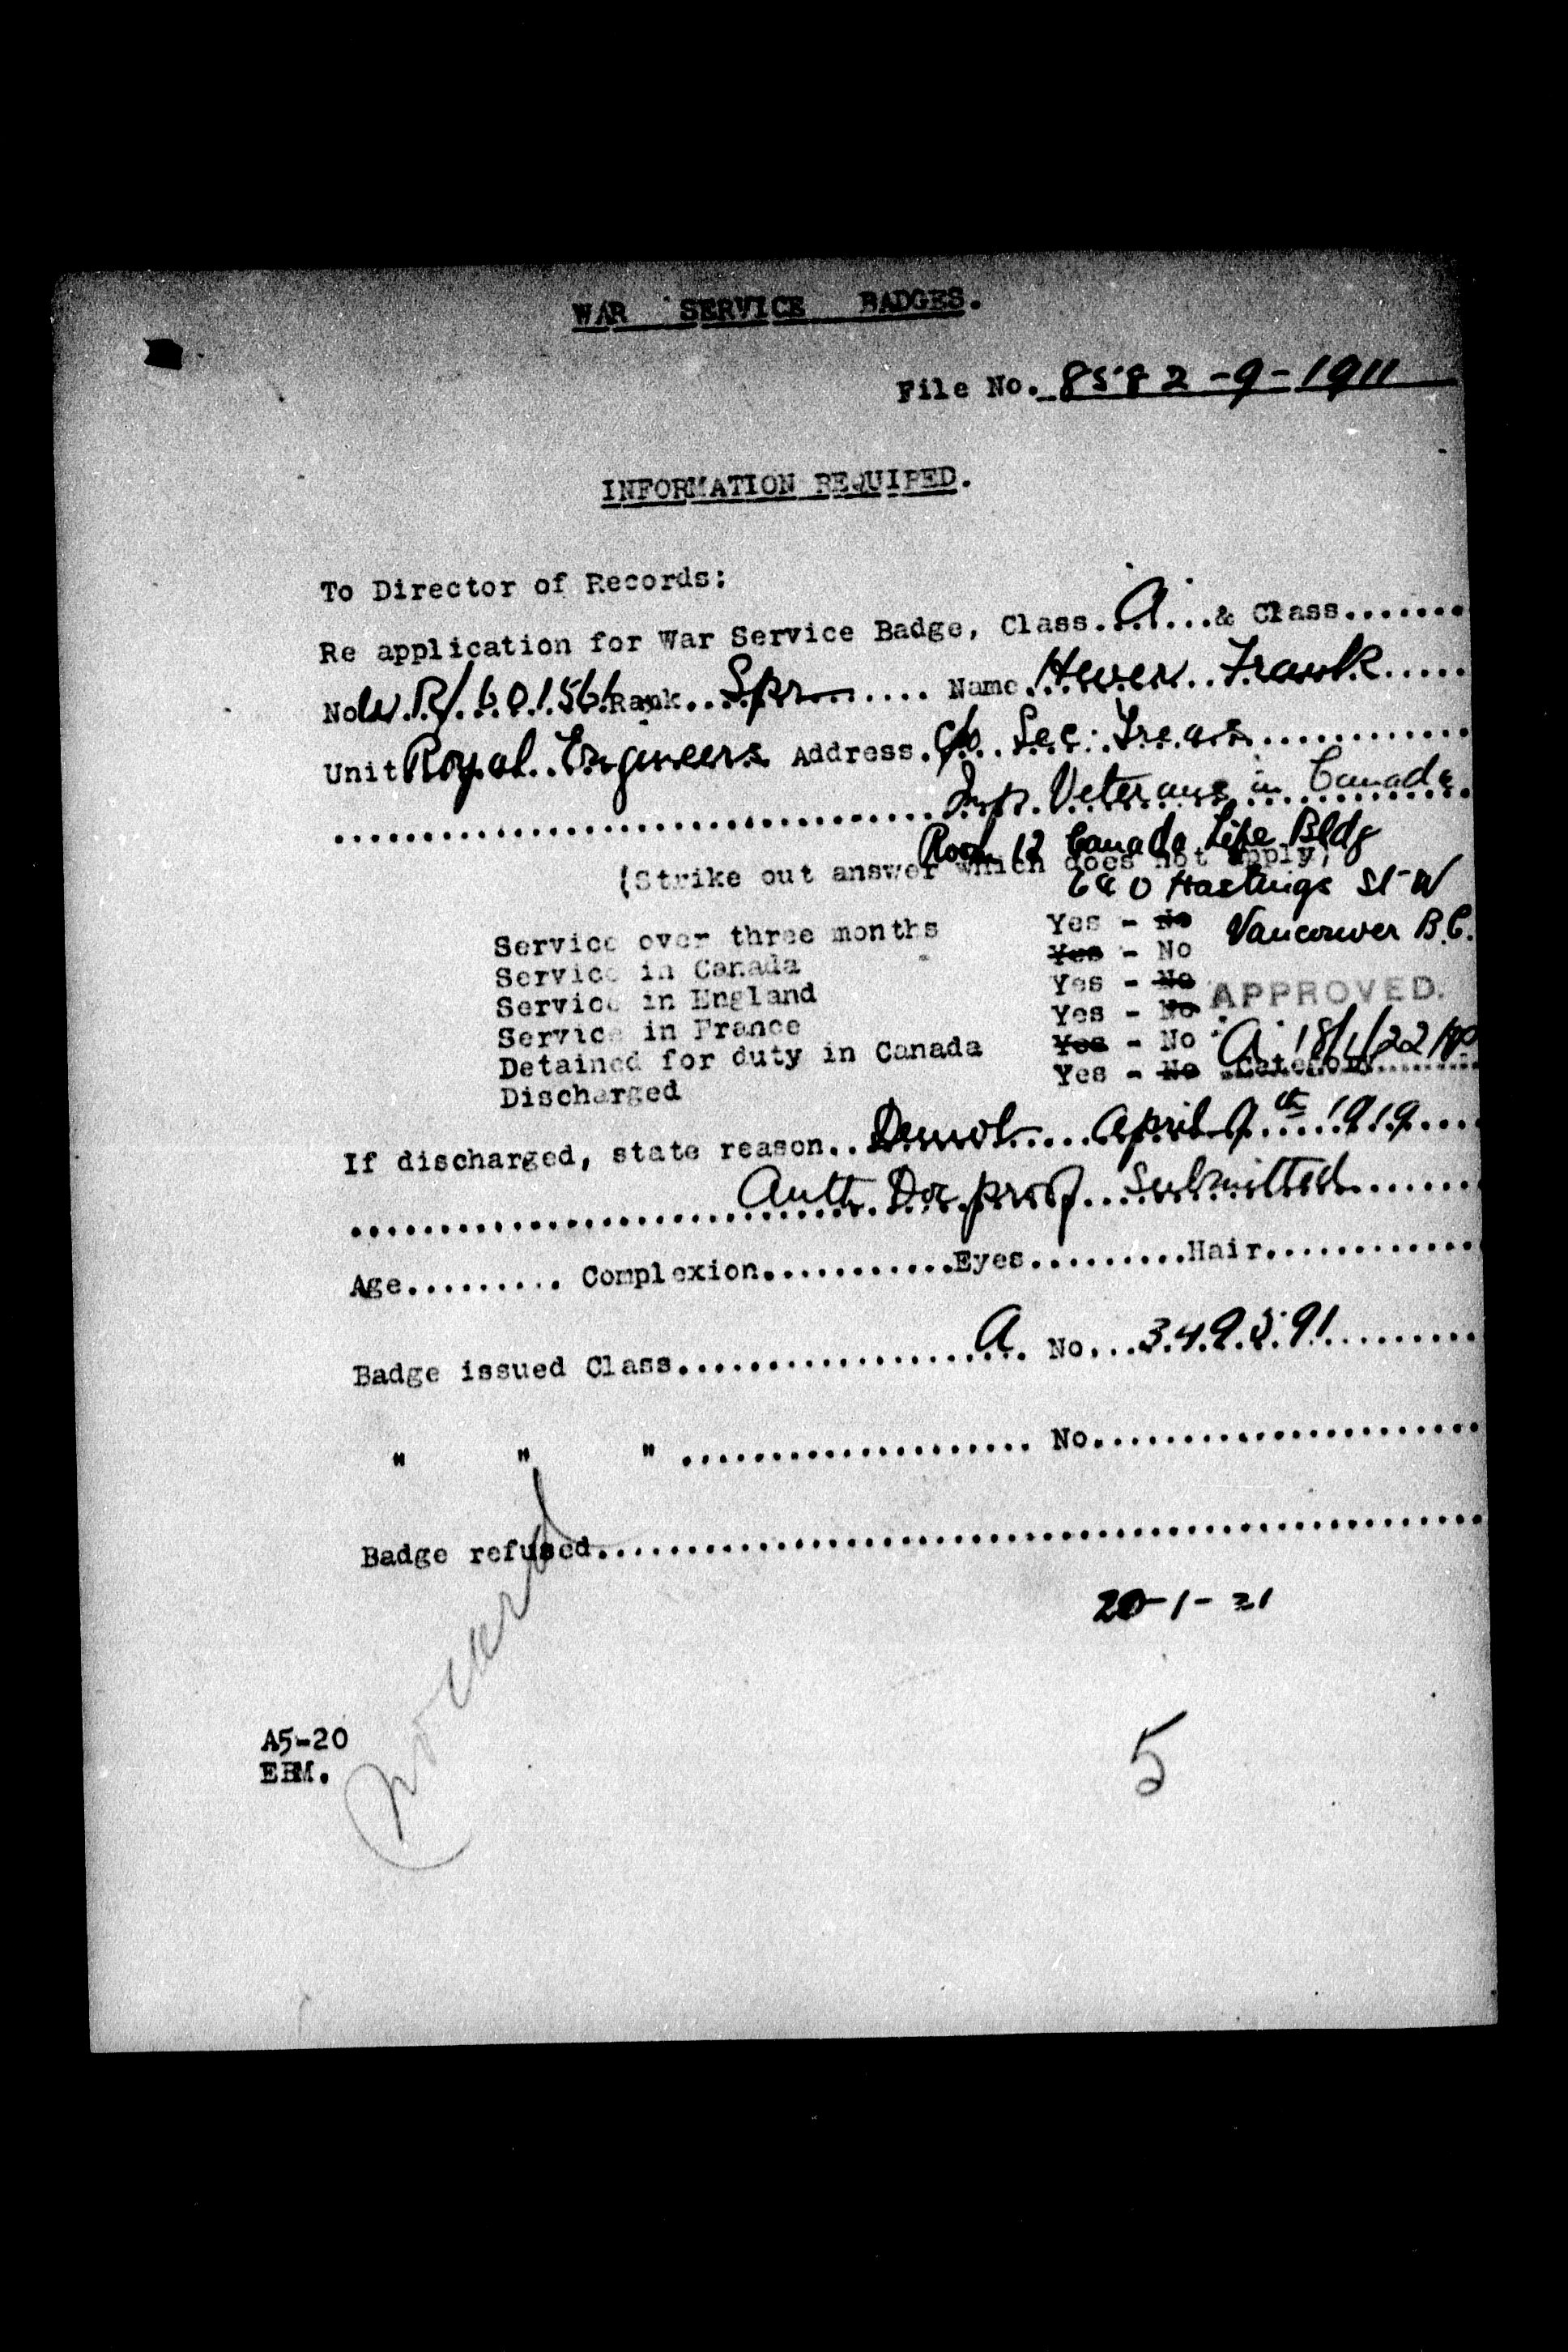 WAR SERVICE BADGES.
File No. 8582-9-1911
INFORMATION REQUIRED.
To Director of Records:
Re application for War Service Badge, Class.A...& Class.......
No W.R/.601566 Rank..Spr....... Name.Hever.Frank.....
Unit Royal Engineers Address.c/o Sec. Treas............
Imp. Veterans in Canada
Room 12 Canada Life Bldg
(Strike out answer which does not apply)
640 Hastings St W
Vancouver B.C.
Service over three months Yes - No
Service in Canada Yes - No
Service in England Yes - No
Service in France Yes - No
Detained for duty in Canada Yes - No
Discharged Yes - No
APPROVED.
A 18/1/22
Category
If discharged, state reason..Demob....April 9th 1919....
Auth. Doc. proof Submitted
Age......... Complexion...........Eyes.........Hair............
Badge issued Class....................A. No...349591.........
" " " .................... No......................
Badge refused..................................................
20-1-21
A5-20
EBM.
5